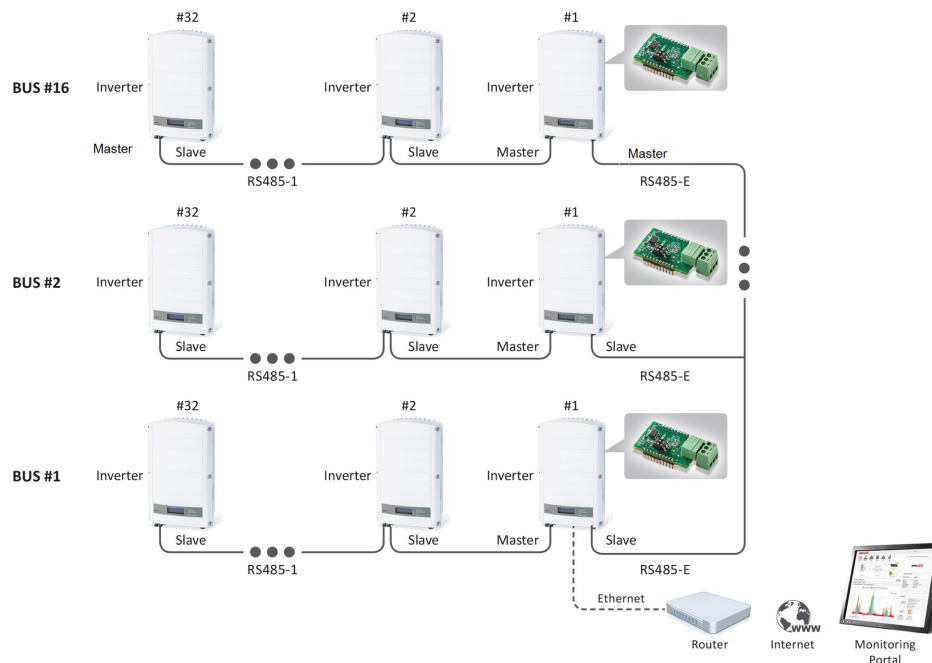 #32 #2 #1
BUS #16 Inverter Inverter Inverter
Master Slave Slave Master Master
RS485-1 RS485-E
#32 #2 #1
BUS #2 Inverter Inverter Inverter
Slave Slave Master Slave
RS485-1 RS485-E
#32 #2 #1
BUS #1 Inverter Inverter Inverter
Slave Slave Master Slave
RS485-1 RS485-E
Ethernet
www
Router Internet Monitoring
Portal